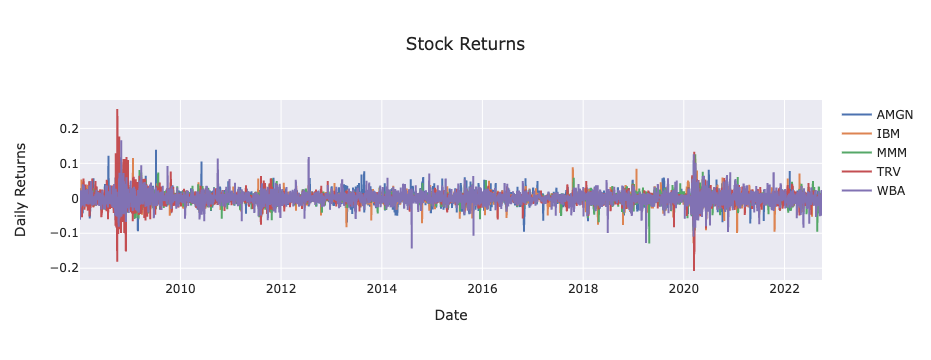 Stock Returns
Daily Returns
0.2
0.1
0
−0.1
−0.2
2010 2012 2014 2016 2018 2020 2022
Date
AMGN
IBM
MMM
TRV
WBA